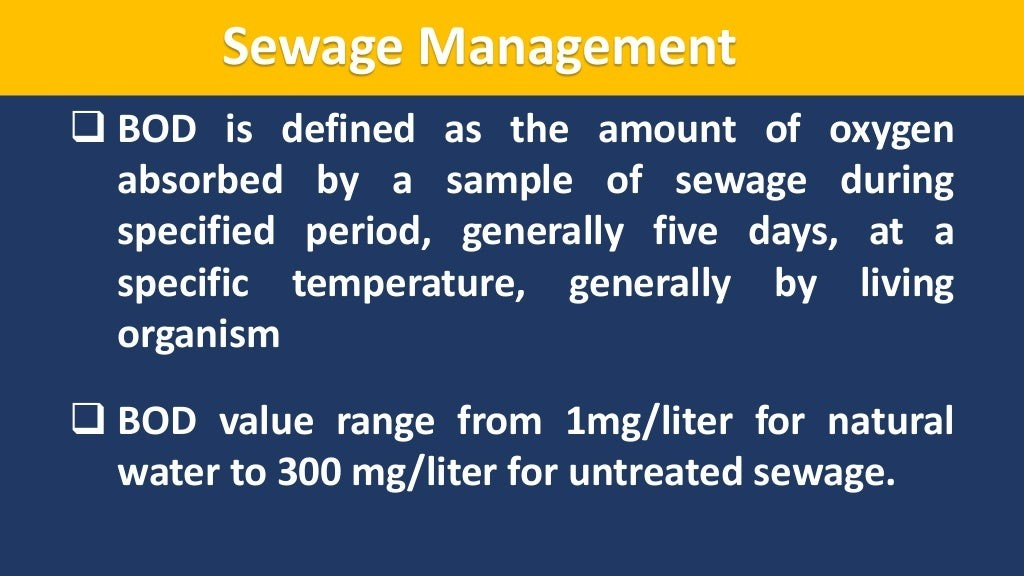 Sewage Management
❑ BOD is defined as the amount of oxygen
absorbed by a sample of sewage during
specified period, generally five days, at a
specific temperature, generally by living
organism
❑ BOD value range from 1mg/liter for natural
water to 300 mg/liter for untreated sewage.